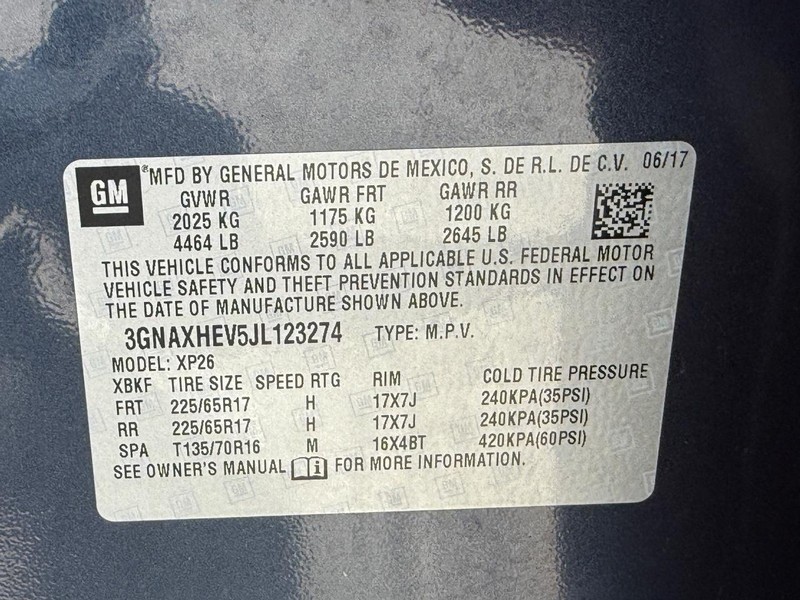 GM ®MFD BY GENERAL MOTORS DE MEXICO, S. DE R.L. DE C.V. 06/17
GVWR GAWR FRT GAWR RR
2025 KG 1175 KG 1200 KG
4464 LB 2590 LB 2645 LB
THIS VEHICLE CONFORMS TO ALL APPLICABLE U.S. FEDERAL MOTOR
VEHICLE SAFETY AND THEFT PREVENTION STANDARDS IN EFFECT ON
THE DATE OF MANUFACTURE SHOWN ABOVE.
3GNAXHEV5JL123274 TYPE: M.P.V.
MODEL: XP26
XBKF TIRE SIZE SPEED RTG RIM COLD TIRE PRESSURE
FRT 225/65R17 H 17X7J 240KPA(35PSI)
RR 225/65R17 H 17X7J 240KPA(35PSI)
SPA T135/70R16 M 16X4BT 420KPA(60PSI)
SEE OWNER'S MANUAL i FOR MORE INFORMATION.